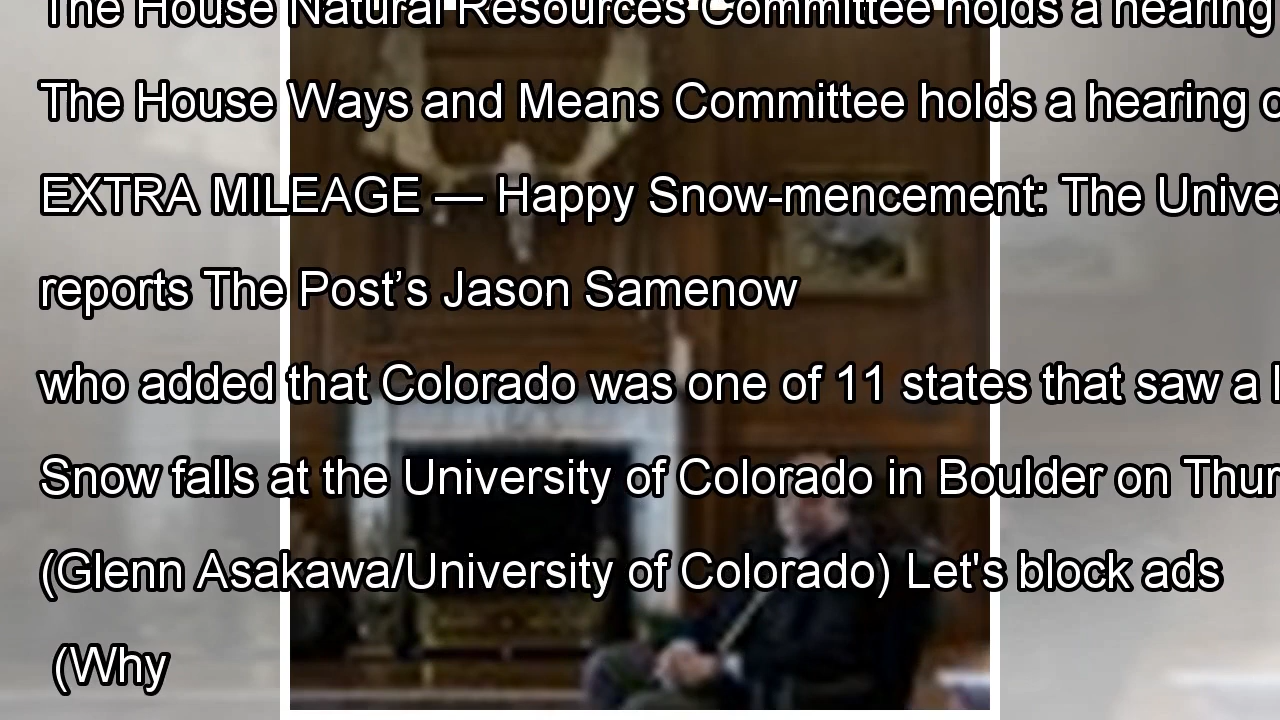 The House Natural Resources Committee holds a hearing
The House Ways and Means Committee holds a hearing
EXTRA MILEAGE — Happy Snow-mencement: The Unive
reports The Post’s Jason Samenow
who added that Colorado was one of 11 states that saw a
Snow falls at the University of Colorado in Boulder on Thur
(Glenn Asakawa/University of Colorado) Let's block ads
(Why